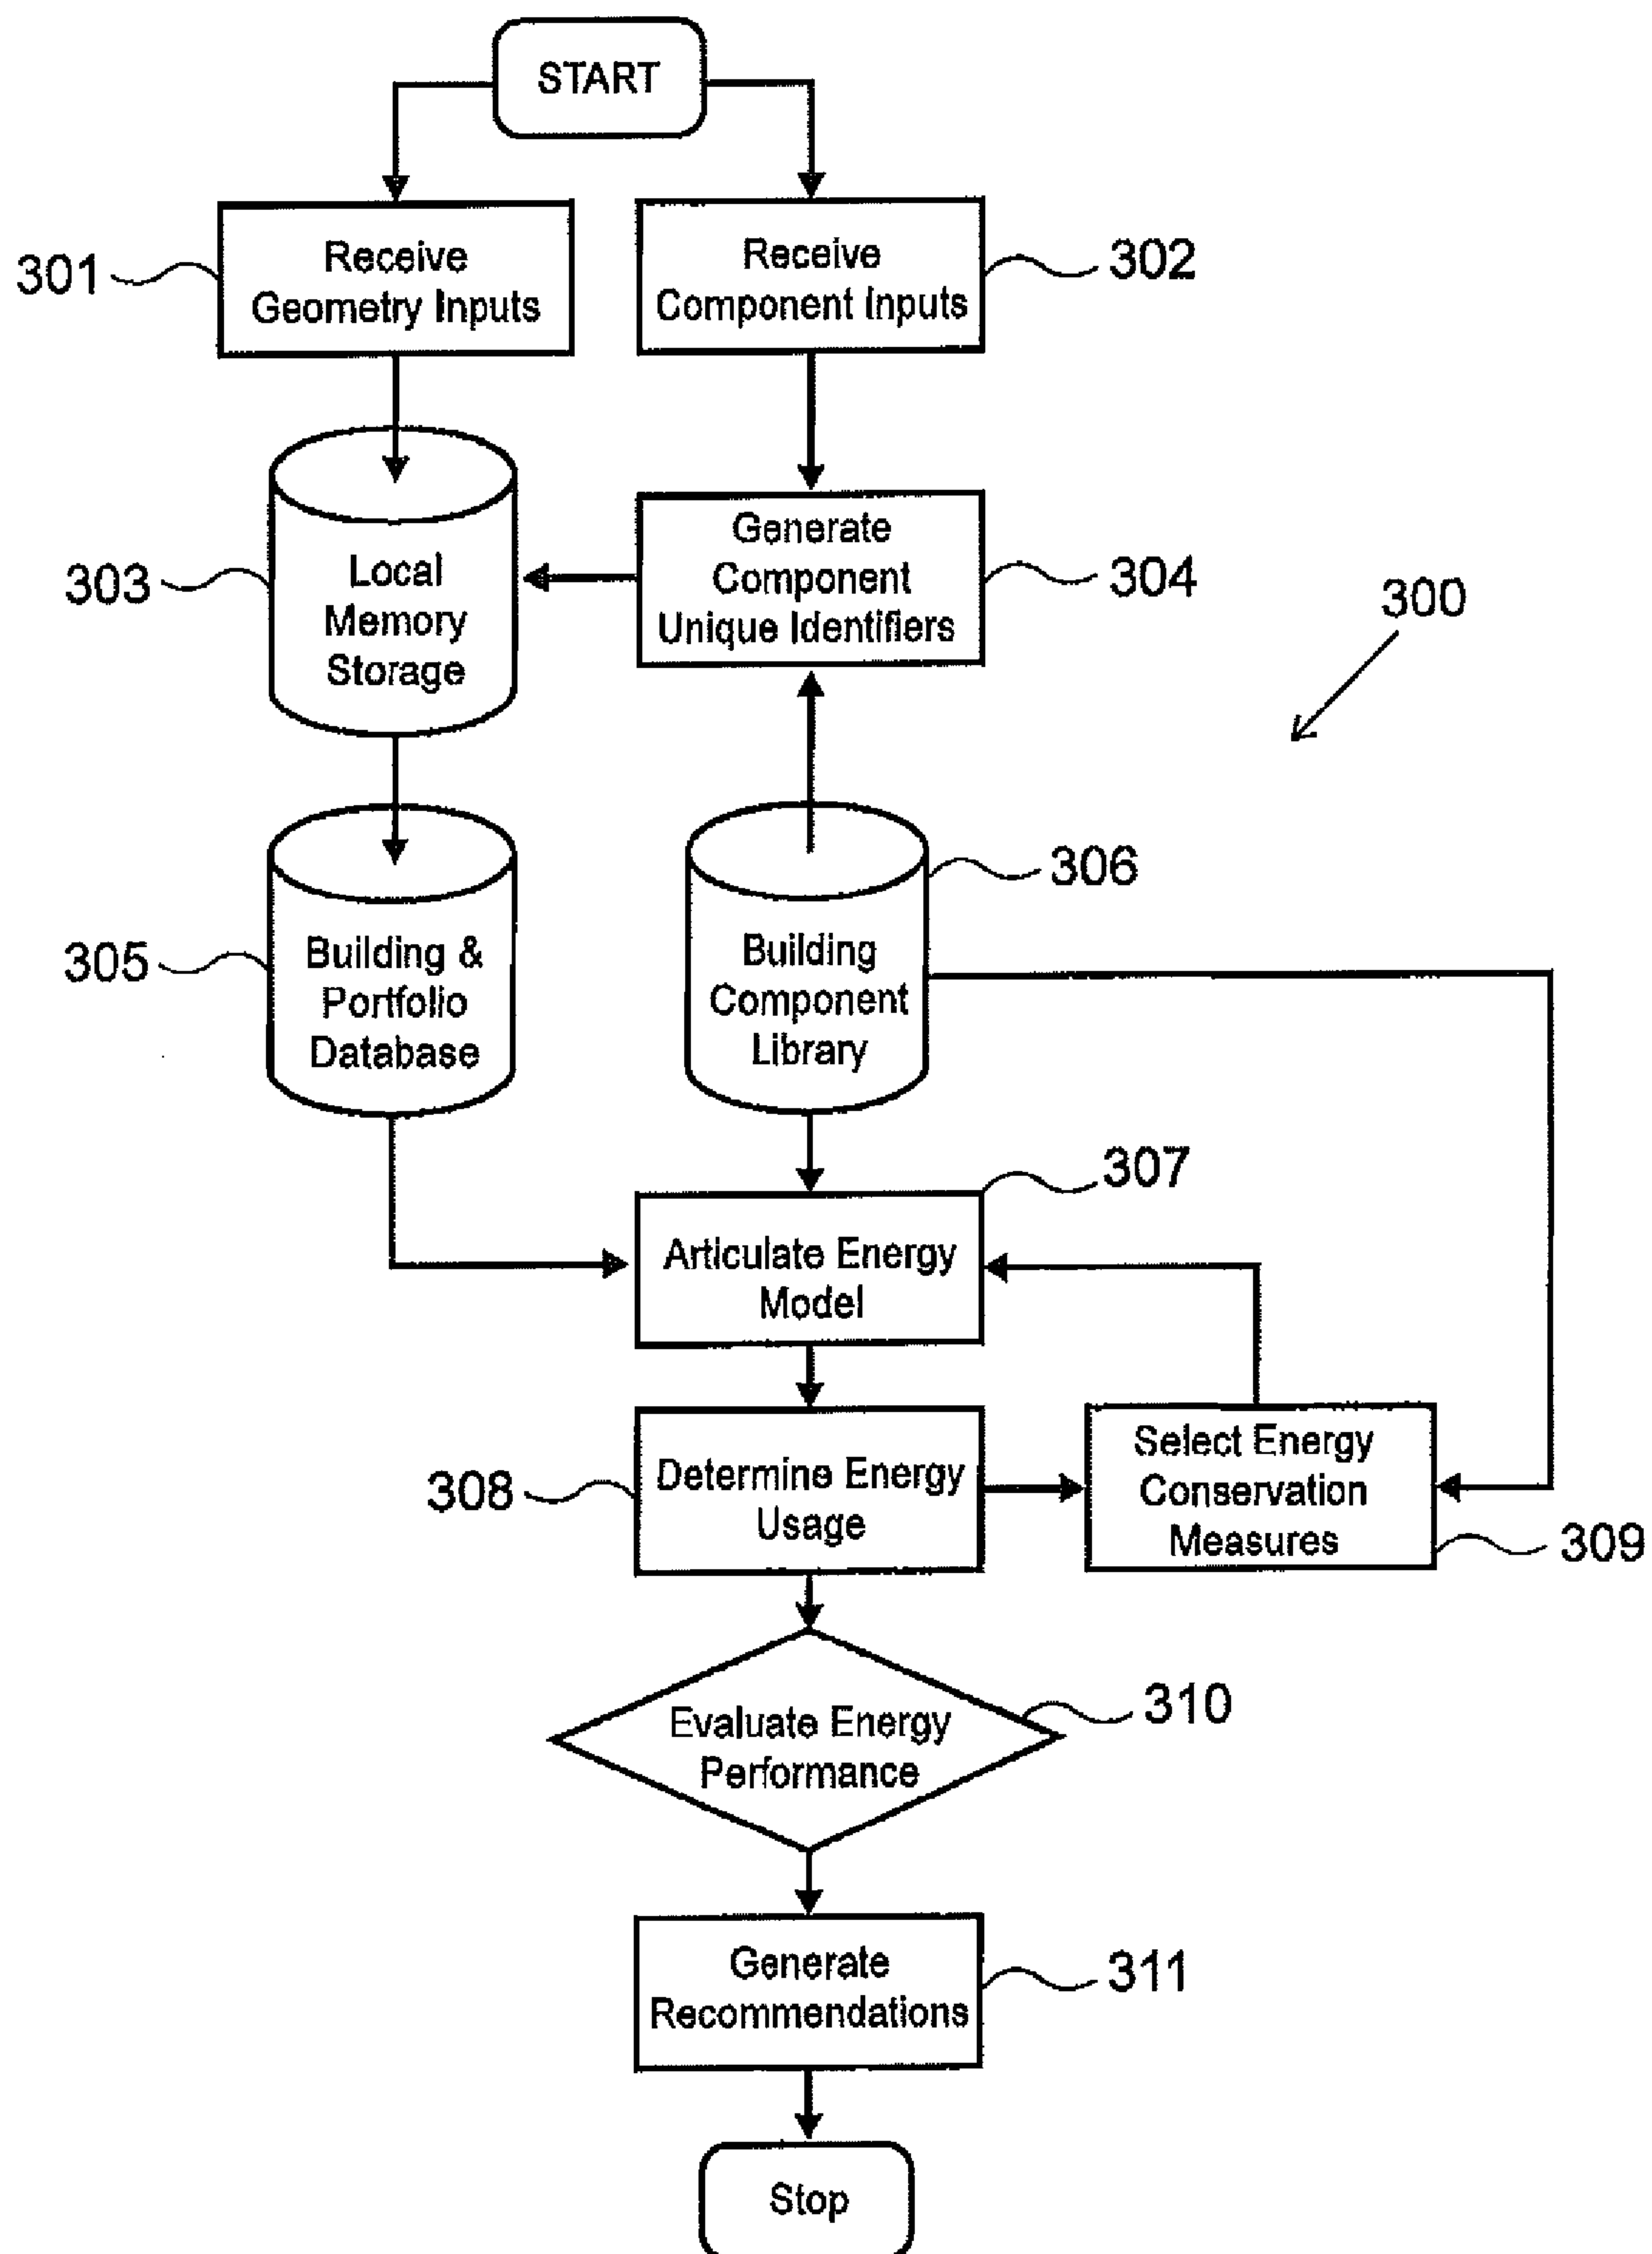 START
301
Receive
Geometry Inputs
Receive
Component Inputs
302
303
Local
Memory
Storage
Generate
Component
Unique Identifiers
304
300
305
Building &
Portfolio
Database
Building
Component
Library
306
307
Articulate Energy
Model
308
Determine Energy
Usage
Select Energy
Conservation
Measures
309
Evaluate Energy
Performance
310
Generate
Recommendations
311
Stop